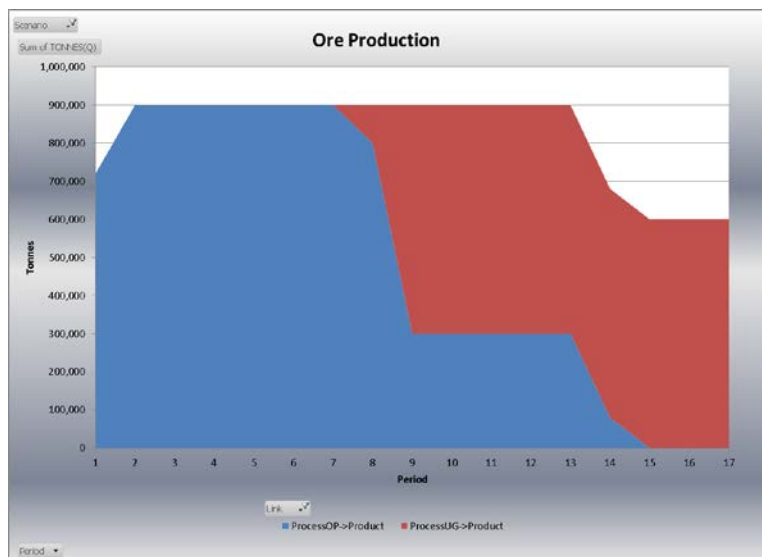 Scenario
Sum of TONNES(Q)
Ore Production
1,000,000
900,000
800,000
700,000
600,000
500,000
400,000
300,000
200,000
100,000
0
Tonnes
1 2 3 4 5 6 7 8 9 10 11 12 13 14 15 16 17
Period
Link
ProcessOP->Product ProcessUG->Product
Period